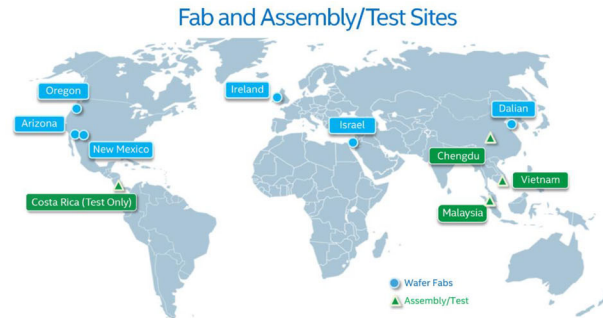 Fab and Assembly/Test Sites
Oregon
Ireland
Dalian
Arizona
Israel
New Mexico
Chengdu
Vietnam
Costa Rica (Test Only)
Malaysia
Wafer Fabs
Assembly/Test